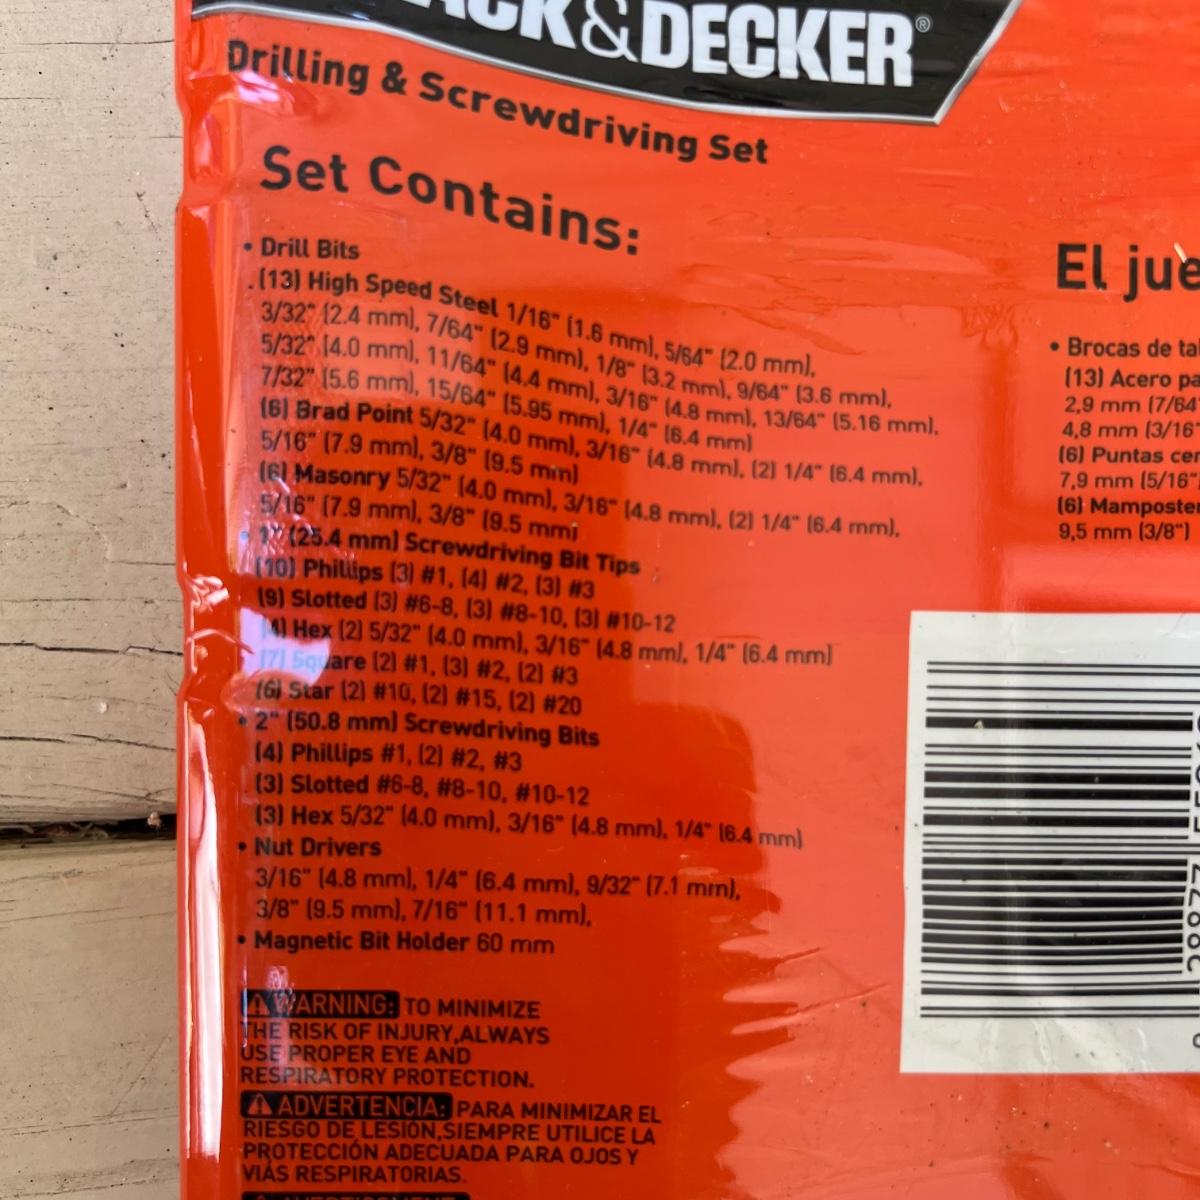 ACK&DECKER®
Drilling & Screwdriving Set
Set Contains:
• Drill Bits
(13) High Speed Steel 1/16" (1.6 mm), 5/64" (2.0 mm),
3/32" (2.4 mm), 7/64" (2.9 mm), 1/8" (3.2 mm), 9/64" (3.6 mm),
5/32" (4.0 mm), 11/64" (4.4 mm), 3/16" (4.8 mm), 13/64" (5.16 mm),
7/32" (5.6 mm), 15/64" (5.95 mm), 1/4" (6.4 mm)
(6) Brad Point 5/32" (4.0 mm), 3/16" (4.8 mm), (2) 1/4" (6.4 mm),
5/16" (7.9 mm), 3/8" (9.5 mm)
(6) Masonry 5/32" (4.0 mm), 3/16" (4.8 mm), (2) 1/4" (6.4 mm),
5/16" (7.9 mm), 3/8" (9.5 mm)
• 1" (25.4 mm) Screwdriving Bit Tips
(10) Phillips (3) #1, (4) #2, (3) #3
(9) Slotted (3) #6-8, (3) #8-10, (3) #10-12
(4) Hex (2) 5/32" (4.0 mm), 3/16" (4.8 mm), 1/4" (6.4 mm)
(7) Square (2) #1, (3) #2, (2) #3
(6) Star (2) #10, (2) #15, (2) #20
• 2" (50.8 mm) Screwdriving Bits
(4) Phillips #1, (2) #2, #3
(3) Slotted #6-8, #8-10, #10-12
(3) Hex 5/32" (4.0 mm), 3/16" (4.8 mm), 1/4" (6.4 mm)
• Nut Drivers
3/16" (4.8 mm), 1/4" (6.4 mm), 9/32" (7.1 mm),
3/8" (9.5 mm), 7/16" (11.1 mm),
• Magnetic Bit Holder 60 mm
WARNING: TO MINIMIZE
THE RISK OF INJURY,ALWAYS
USE PROPER EYE AND
RESPIRATORY PROTECTION.
ADVERTENCIA: PARA MINIMIZAR EL
RIESGO DE LESIÓN,SIEMPRE UTILICE LA
PROTECCIÓN ADECUADA PARA OJOS Y
VIÁS RESPIRATORIAS.
El jue
• Brocas de tal
(13) Acero pa
2,9 mm (7/64"
4,8 mm (3/16"
(6) Puntas cer
7,9 mm (5/16")
(6) Mamposter
9,5 mm (3/8")